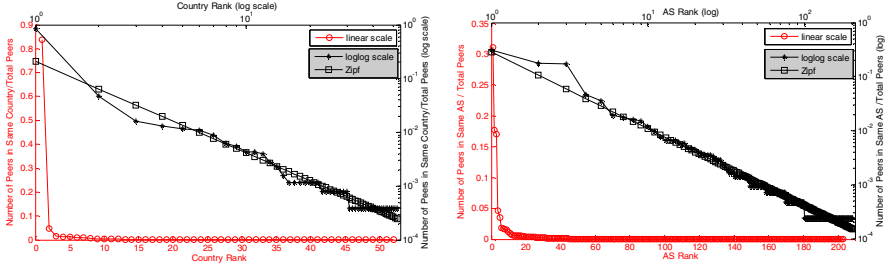 Country Rank (log scale)
10^0 10^1
0.9 0.8 0.7 0.6 0.5 0.4 0.3 0.2 0.1 0
Number of Peers in Same Country/Total Peers
linear scale
loglog scale
Zipf
10^0 10^-1 10^-2 10^-3 10^-4
Number of Peers in Same Country/Total Peers (log scale)
0 5 10 15 20 25 30 35 40 45 50
Country Rank
AS Rank (log)
10^0 10^1 10^2
0.35 0.3 0.25 0.2 0.15 0.1 0.05 0
Number of Peers in Same AS / Total Peers
linear scale
loglog scale
Zipf
10^0 10^-1 10^-2 10^-3 10^-4
Number of Peers in Same AS /Total Peers (log)
0 20 40 60 80 100 120 140 160 180 200
AS Rank